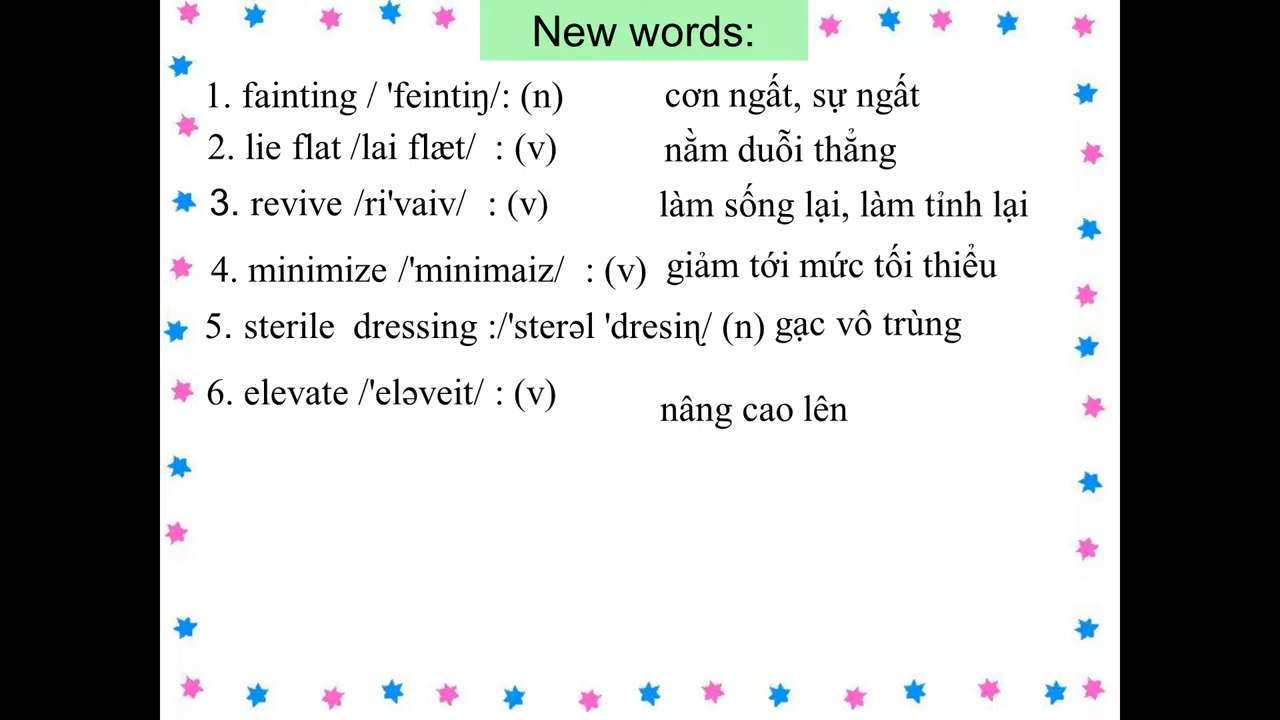 New words:
1. fainting / 'feintiŋ/: (n) cơn ngất, sự ngất
2. lie flat /lai flæt/ : (v) nằm duỗi thẳng
3. revive /ri'vaiv/ : (v) làm sống lại, làm tỉnh lại
4. minimize /'minimaiz/ : (v) giảm tới mức tối thiểu
5. sterile dressing :/'sterəl 'dresiɳ/ (n) gạc vô trùng
6. elevate /'eləveit/ : (v) nâng cao lên